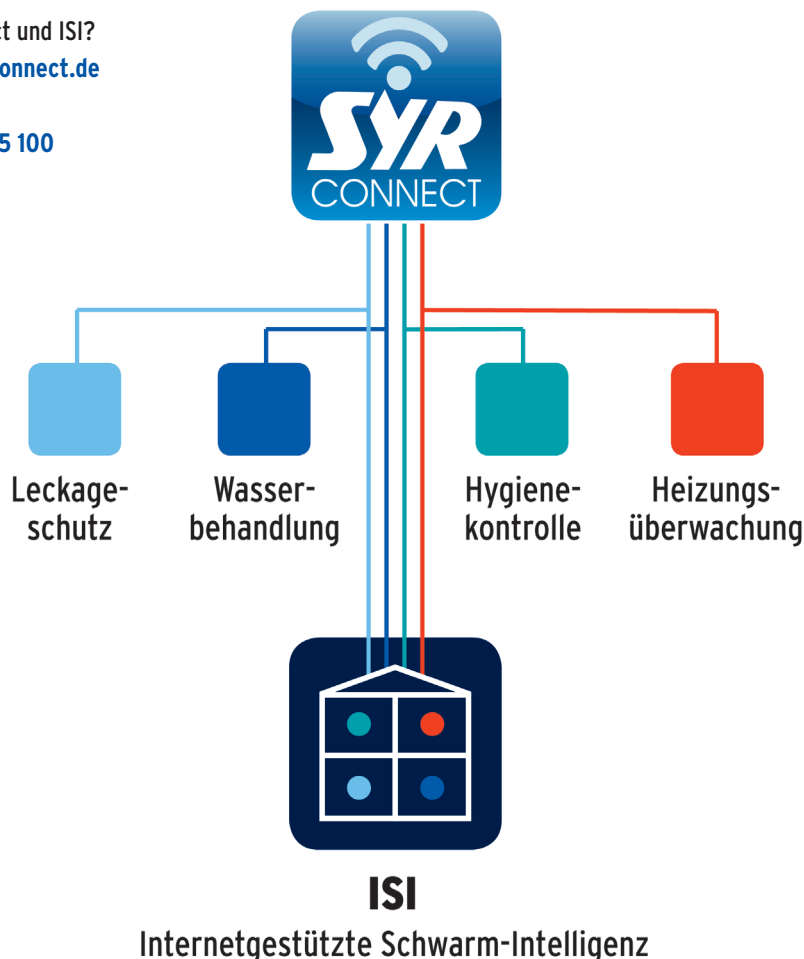 ct und ISI?
onnect.de
5 100
SYR
CONNECT
Leckage-
schutz
Wasser-
behandlung
Hygiene-
kontrolle
Heizungs-
überwachung
ISI
Internetgestützte Schwarm-Intelligenz